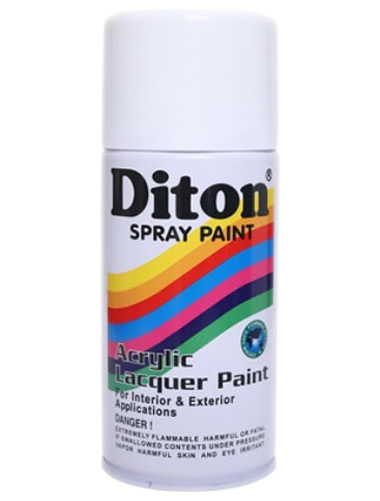 Diton®
SPRAY PAINT
Acrylic
Lacquer Paint
For Interior & Exterior
Applications
DANGER !
EXTREMELY FLAMMABLE HARMFUL OR FATAL
IF SWALLOWED CONTENTS UNDER PRESSURE
VAPOR HARMFUL SKIN AND EYE IRRITANT